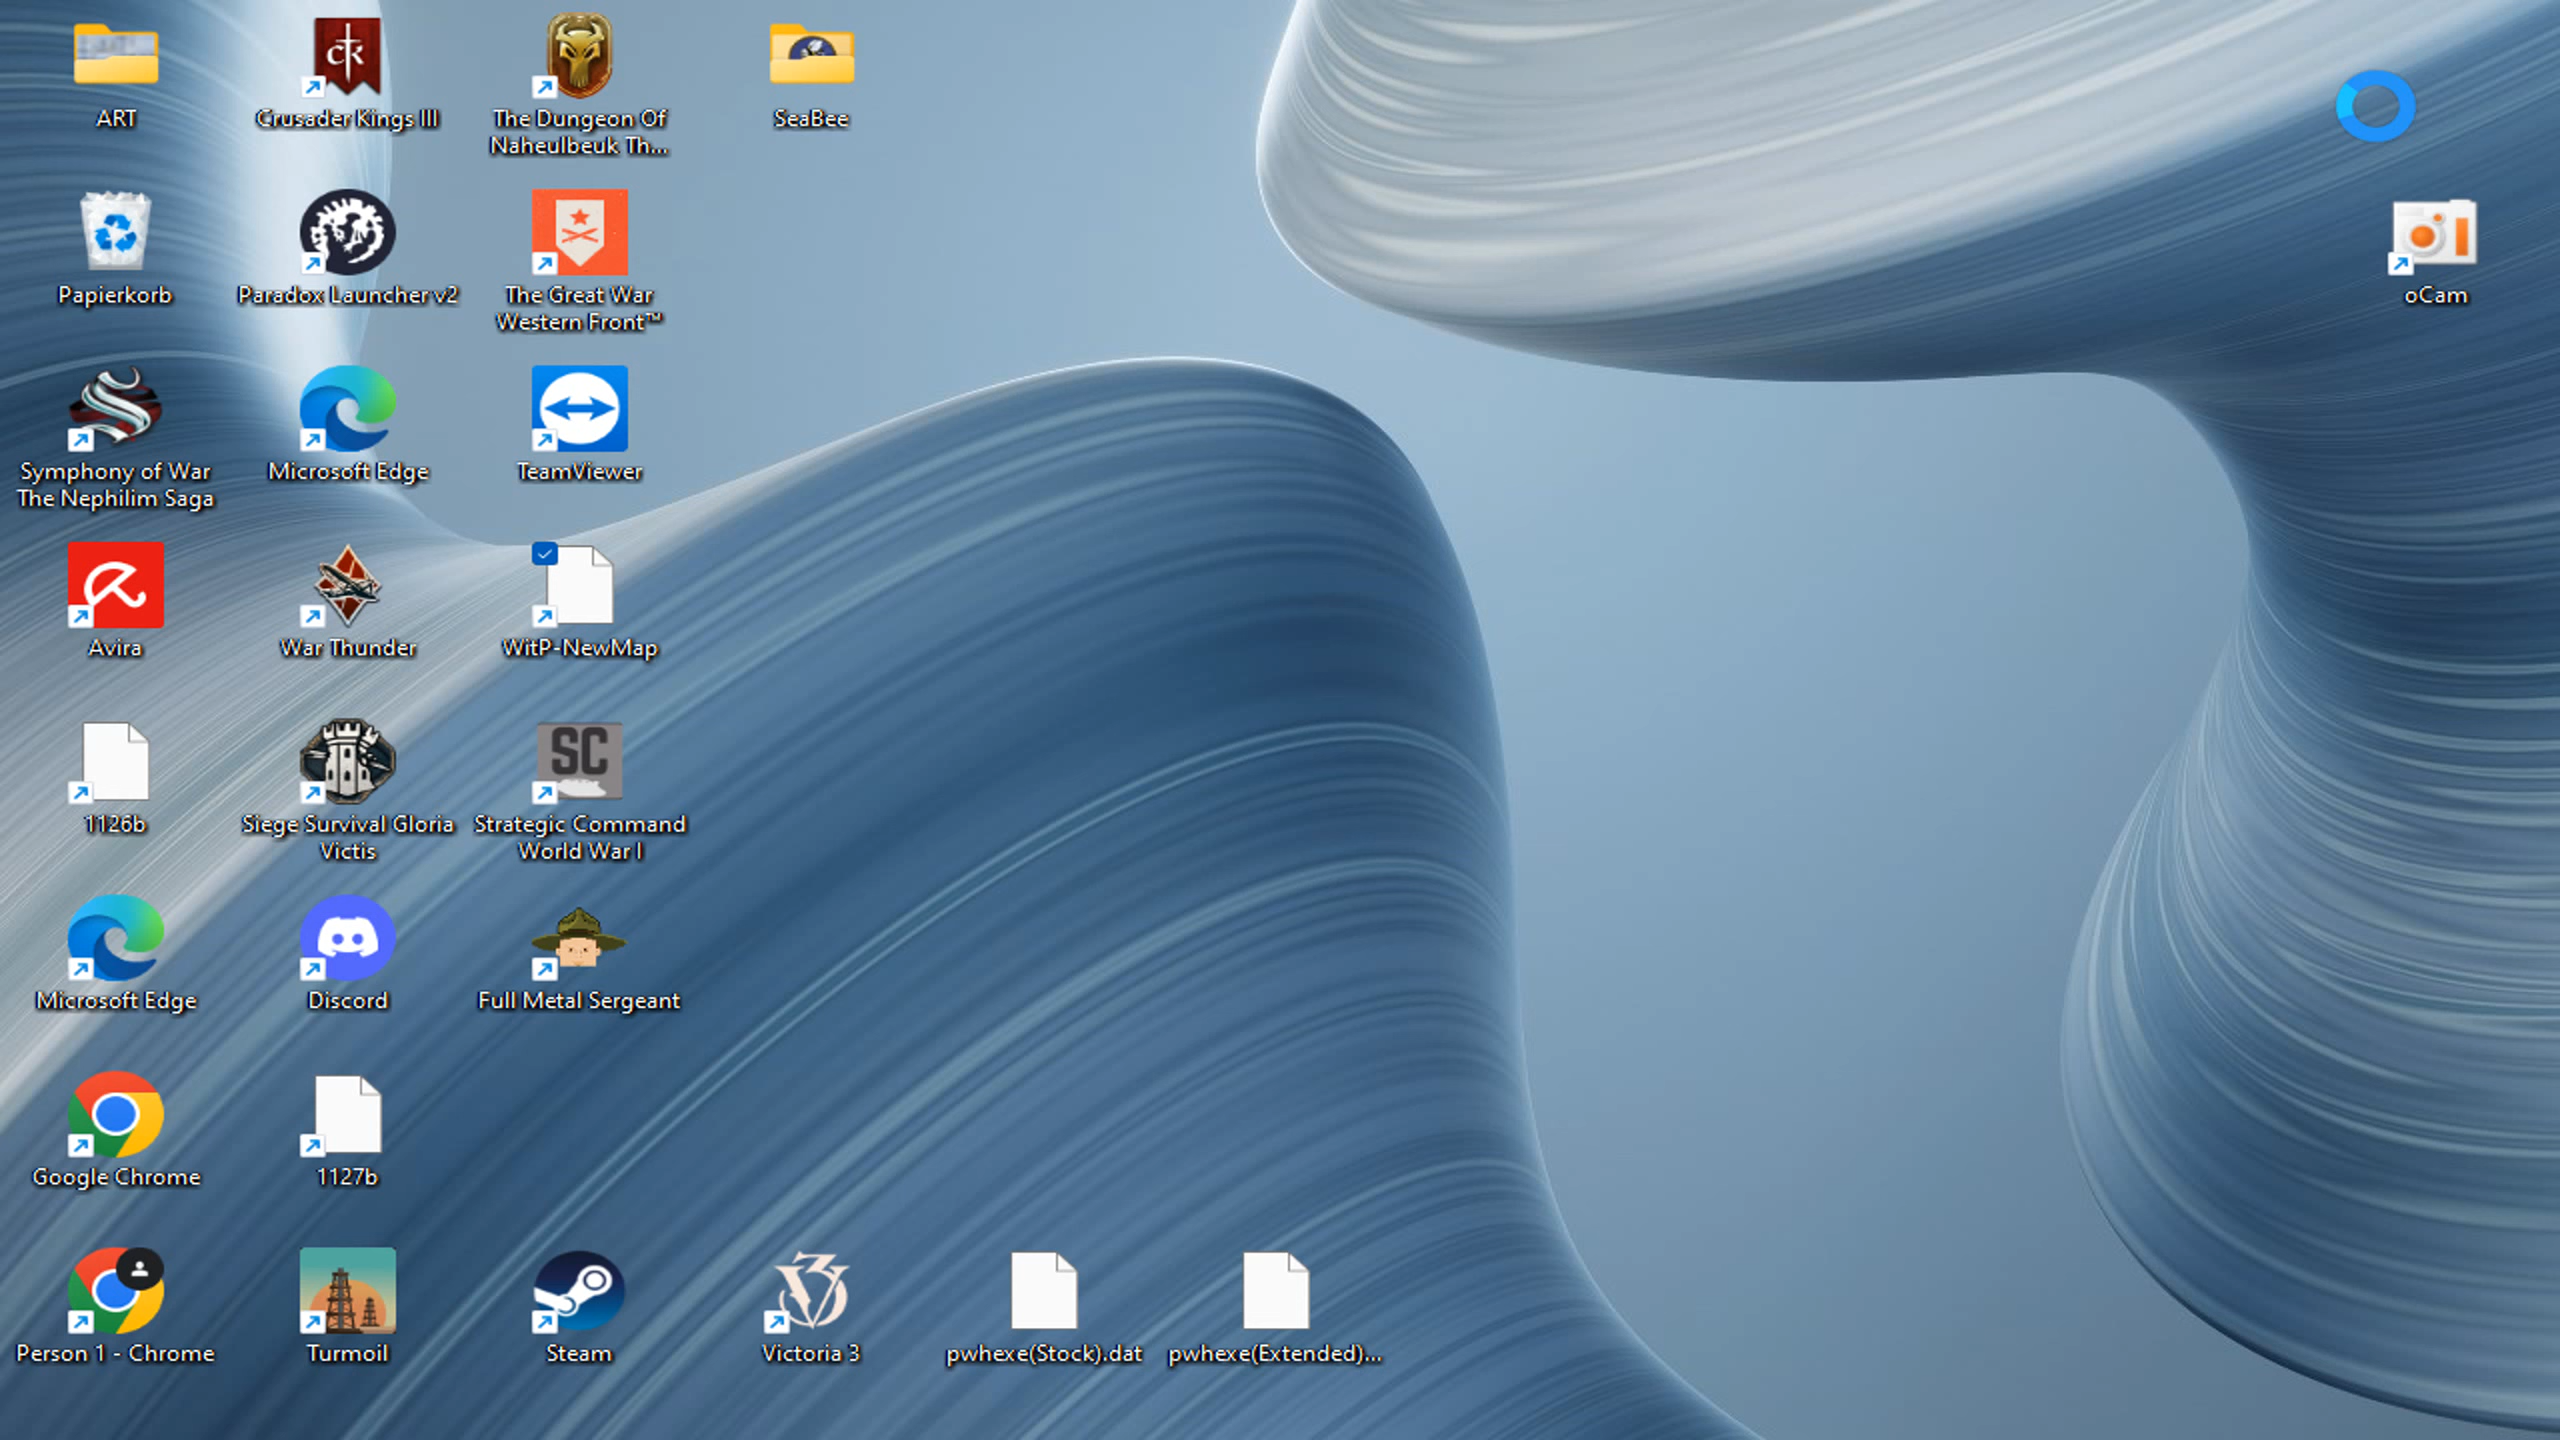 ART
Crusader Kings III
The Dungeon Of
Naheulbeuk Th...
SeaBee
Papierkorb
Paradox Launcher v2
The Great War
Western Front™
oCam
Symphony of War
The Nephilim Saga
Microsoft Edge
TeamViewer
Avira
War Thunder
WitP-NewMap
1126b
Siege Survival Gloria
Victis
SC
Strategic Command
World War I
Microsoft Edge
Discord
Full Metal Sergeant
Google Chrome
1127b
Person 1 - Chrome
Turmoil
Steam
Victoria 3
pwhexe(Stock).dat
pwhexe(Extended)...